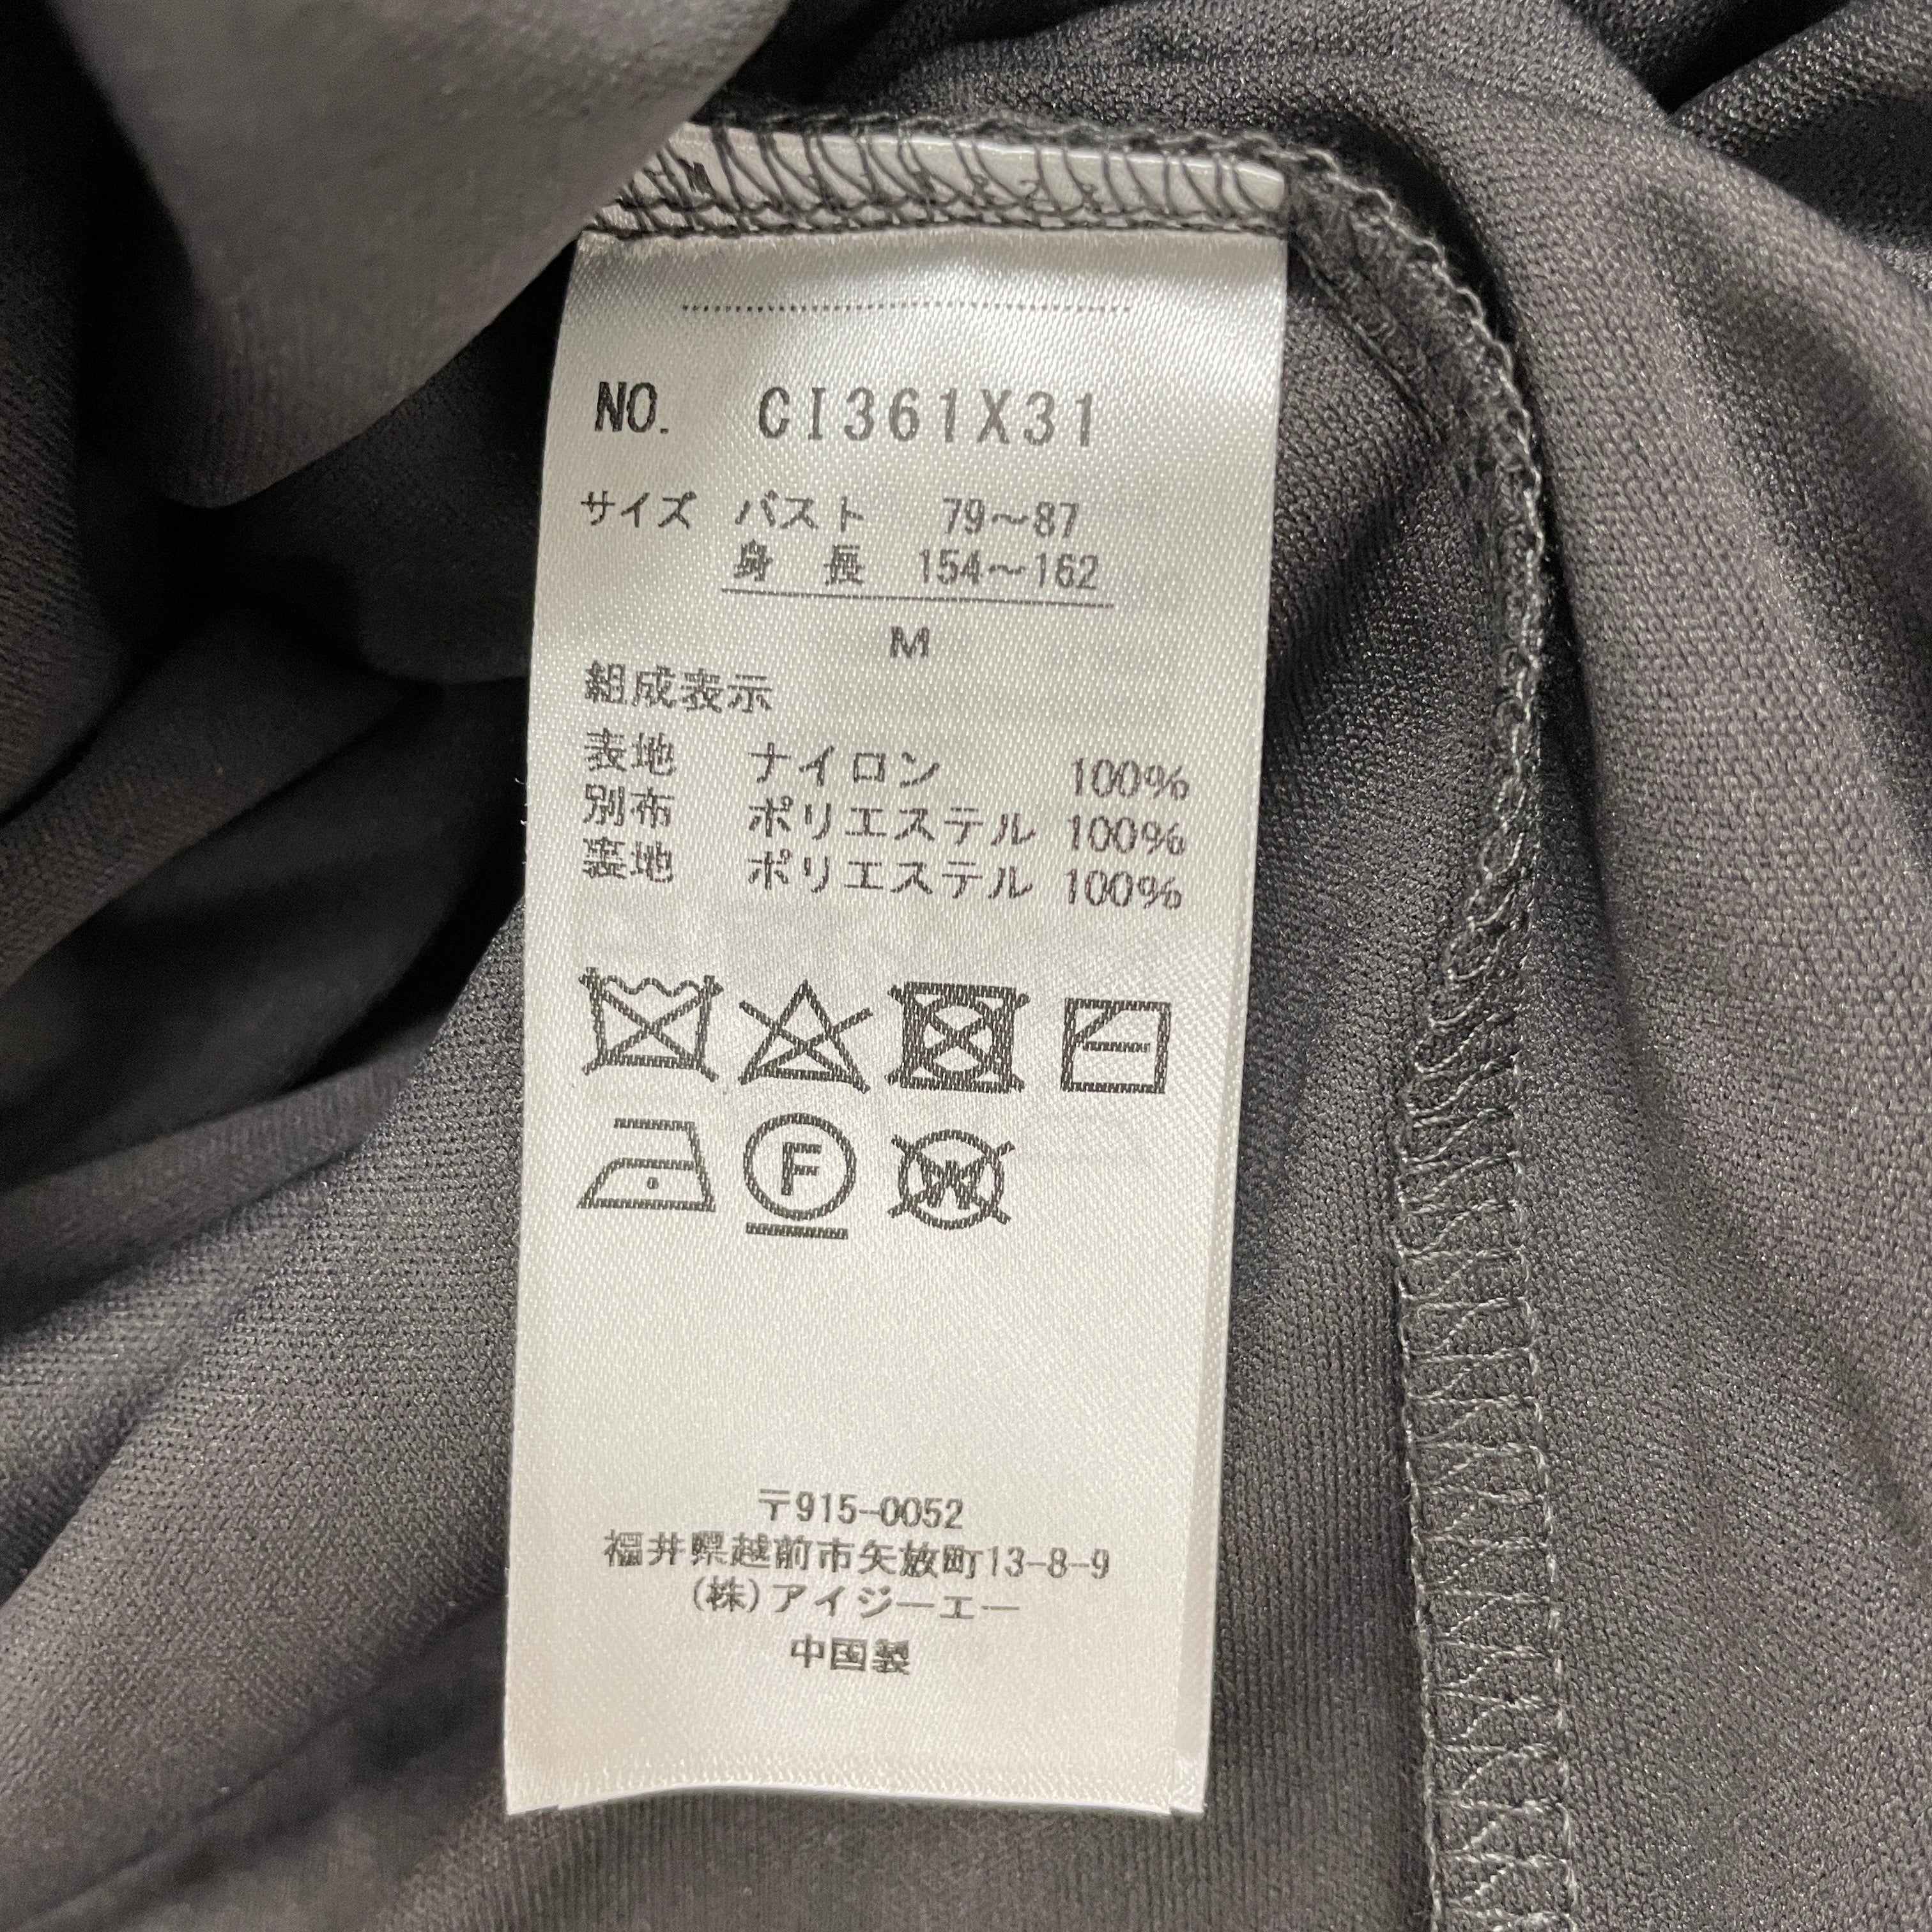 NO. CI361X31
サイズ バスト 79～87
身 長 154～162
M
組成表示
表地 ナイロン 100%
別布 ポリエステル 100%
裏地 ポリエステル 100%
F
W
〒915-0052
福井県越前市矢放町13-8-9
(株)アイジーエー
中国製